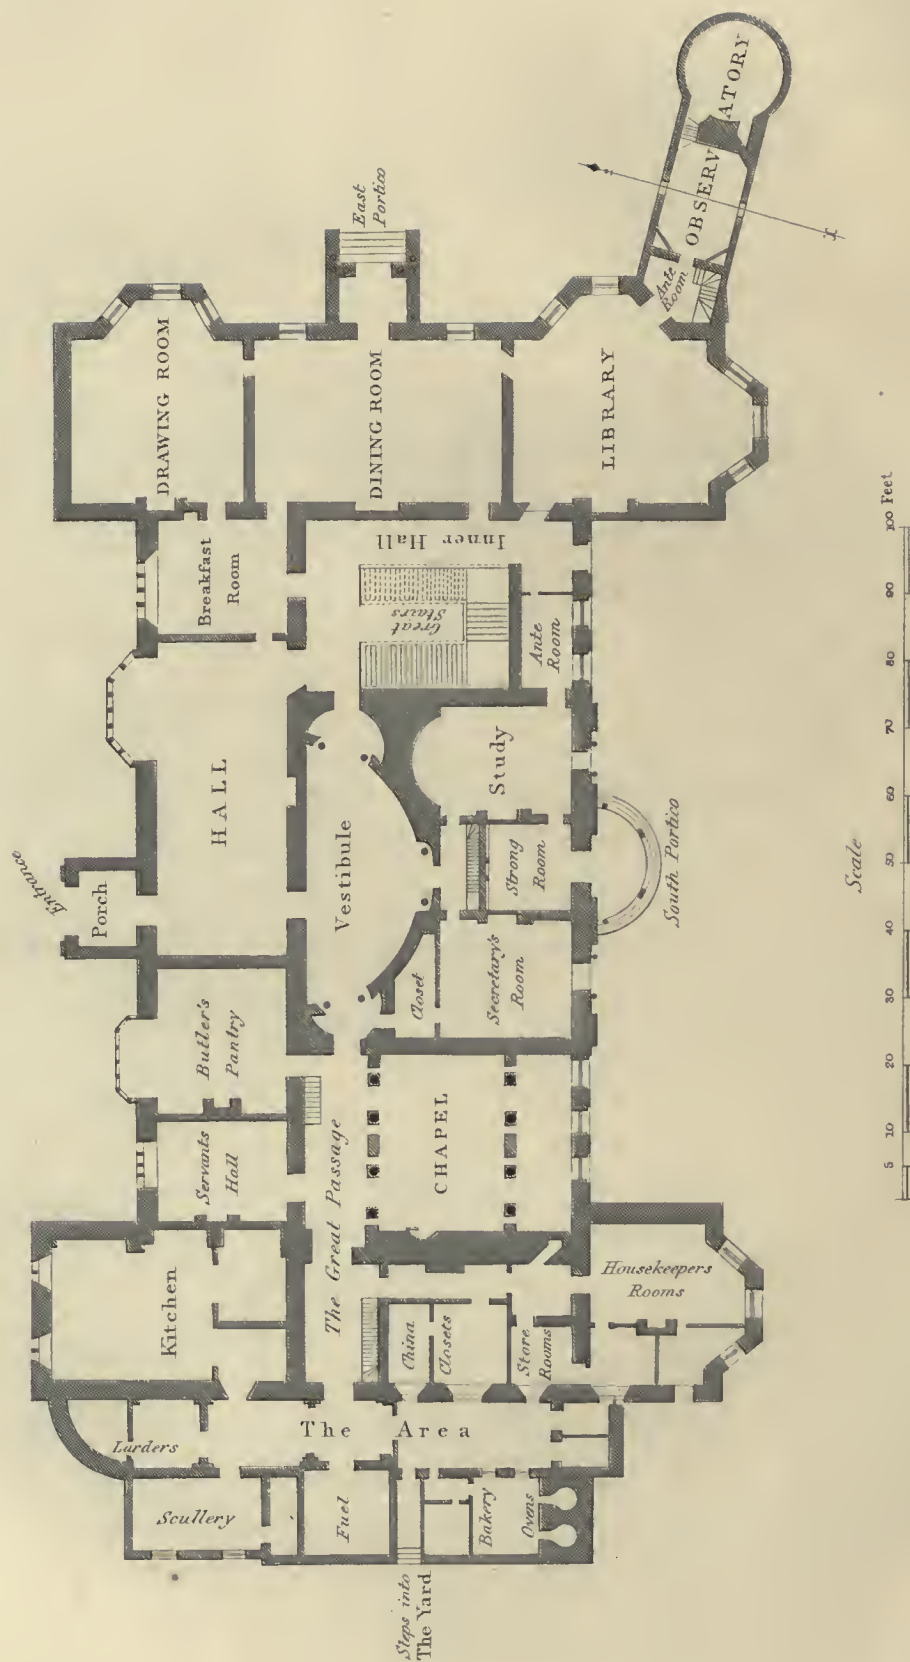 Entrance
Porch
HALL
Breakfast
Room
DRAWING ROOM
DINING ROOM
East
Portico
LIBRARY
Ante
Room
OBSERVATORY
Inner Hall
Great
Stairs
Ante Room
Study
Vestibule
Strong
Room
Secretary's
Room
Closet
South Portico
Butler's
Pantry
Servants
Hall
The Great Passage
CHAPEL
Kitchen
China
Closets
Store
Rooms
Housekeepers
Rooms
The Area
Larders
Scullery
Fuel
Bakery
Ovens
Steps into
The Yard
Scale
5 10 20 30 40 50 60 70 80 90 100 Feet